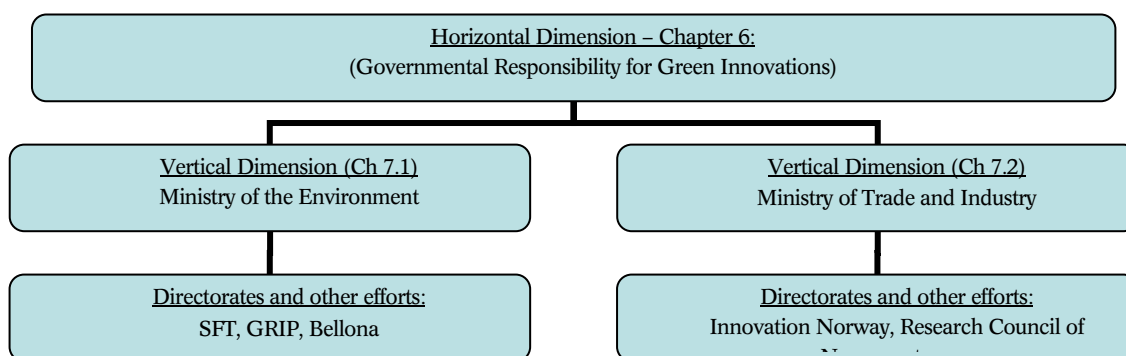 Horizontal Dimension – Chapter 6:
(Governmental Responsibility for Green Innovations)
Vertical Dimension (Ch 7.1)
Ministry of the Environment
Vertical Dimension (Ch 7.2)
Ministry of Trade and Industry
Directorates and other efforts:
SFT, GRIP, Bellona
Directorates and other efforts:
Innovation Norway, Research Council of